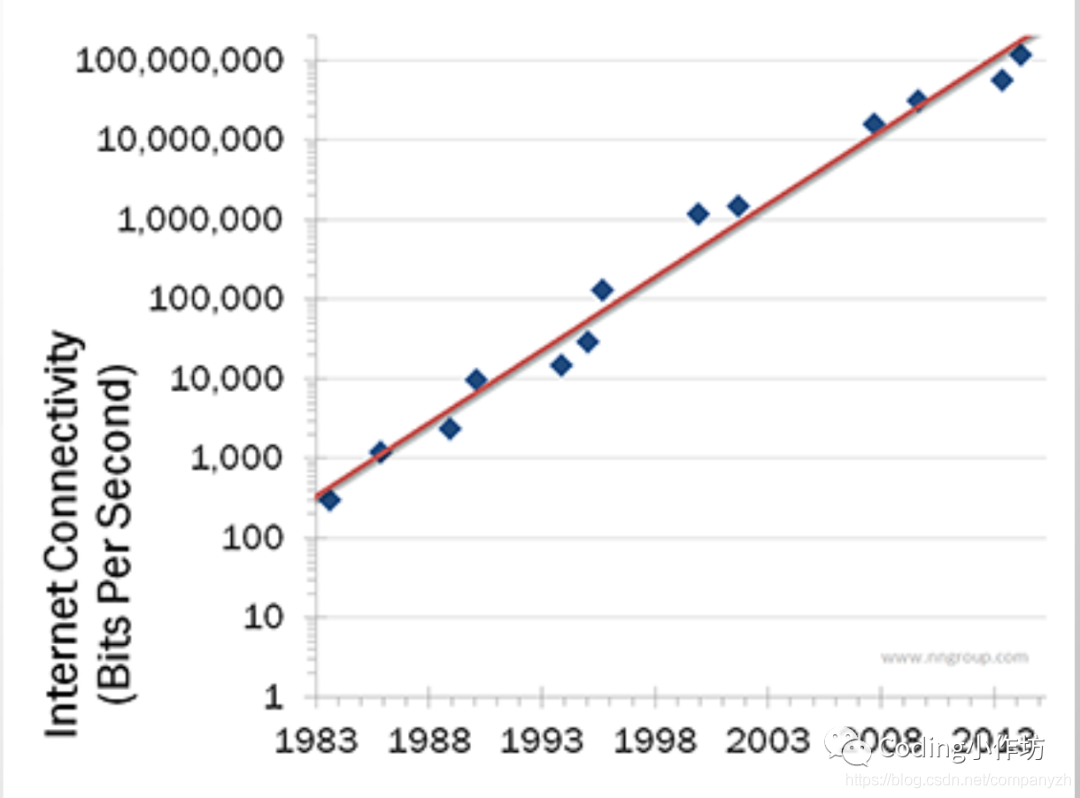 100,000,000
10,000,000
1,000,000
100,000
10,000
1,000
100
10
1
Internet Connectivity
(Bits Per Second)
www.nngroup.com
1983 1988 1993 1998 2003 2008 2013
Coding小作坊
https://blog.csdn.net/companyzh